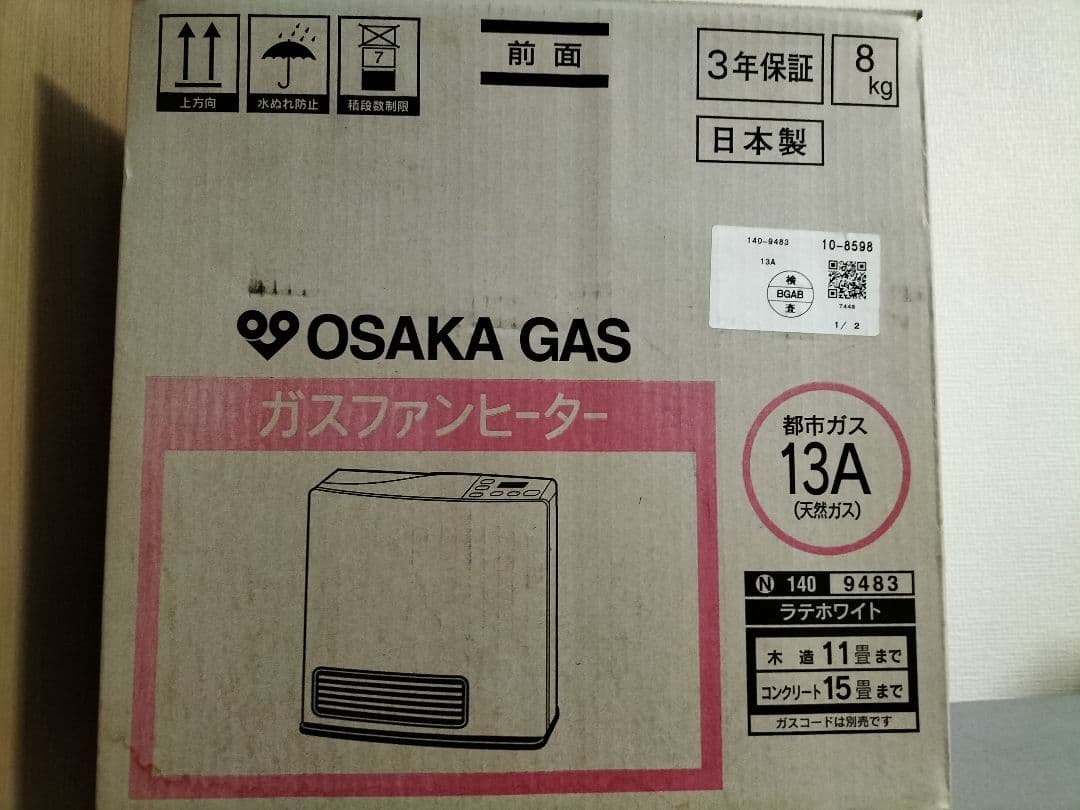 前面
3年保証
8kg
日本製
7
上方向
水ぬれ防止
積段数制限
140-9483
10-8598
13A
検
BGAB
査
7448
1/ 2
OSAKA GAS
ガスファンヒーター
都市ガス
13A
(天然ガス)
N 140 9483
ラテホワイト
木造11畳まで
コンクリート15畳まで
ガスコードは別売です